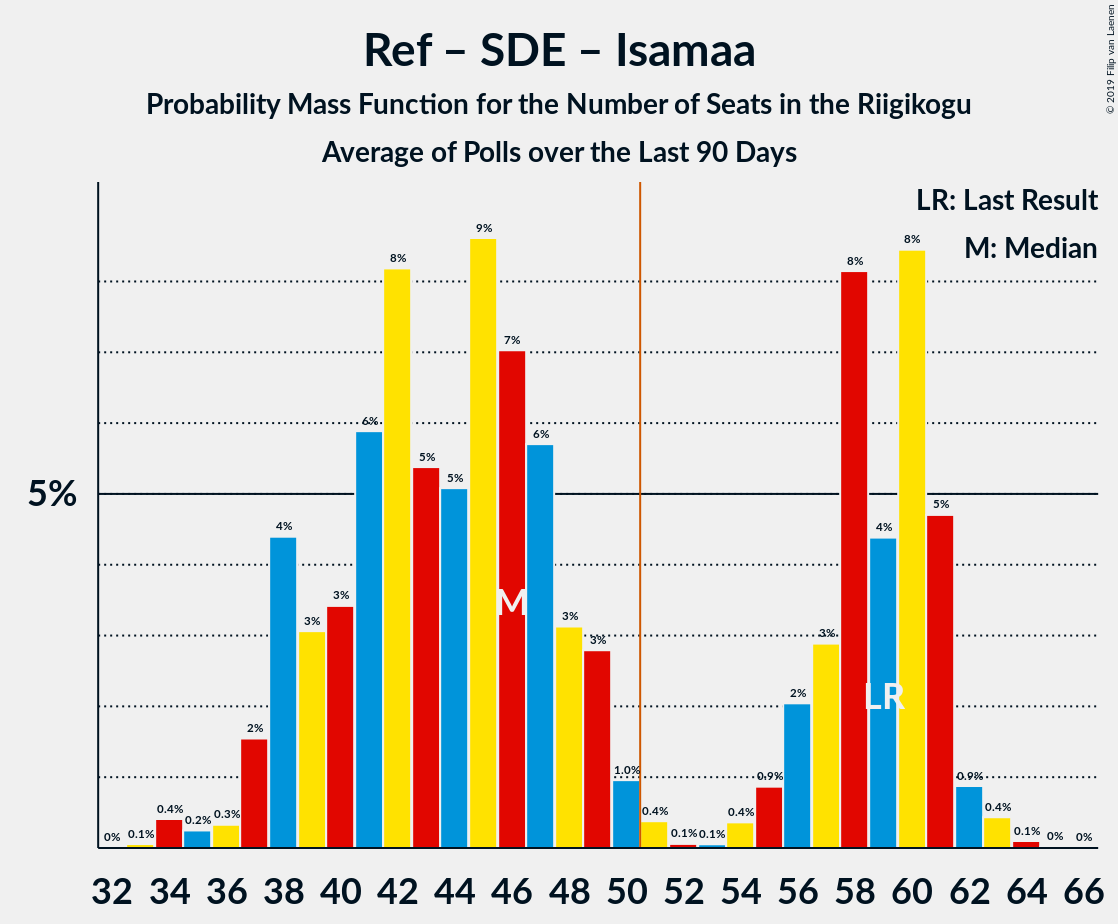 Ref – SDE – Isamaa
Probability Mass Function for the Number of Seats in the Riigikogu
Average of Polls over the Last 90 Days
© 2019 Filip van Laenen
LR: Last Result
M: Median
5%
0% 0.1% 0.4% 0.2% 0.3% 2% 4% 3% 3% 6% 8% 5% 5% 9% 7% 6% 3% 3% 1.0% 0.4% 0.1% 0.1% 0.4% 0.9% 2% 3% 8% 4% 8% 5% 0.9% 0.4% 0.1% 0% 0%
M
LR
32 34 36 38 40 42 44 46 48 50 52 54 56 58 60 62 64 66